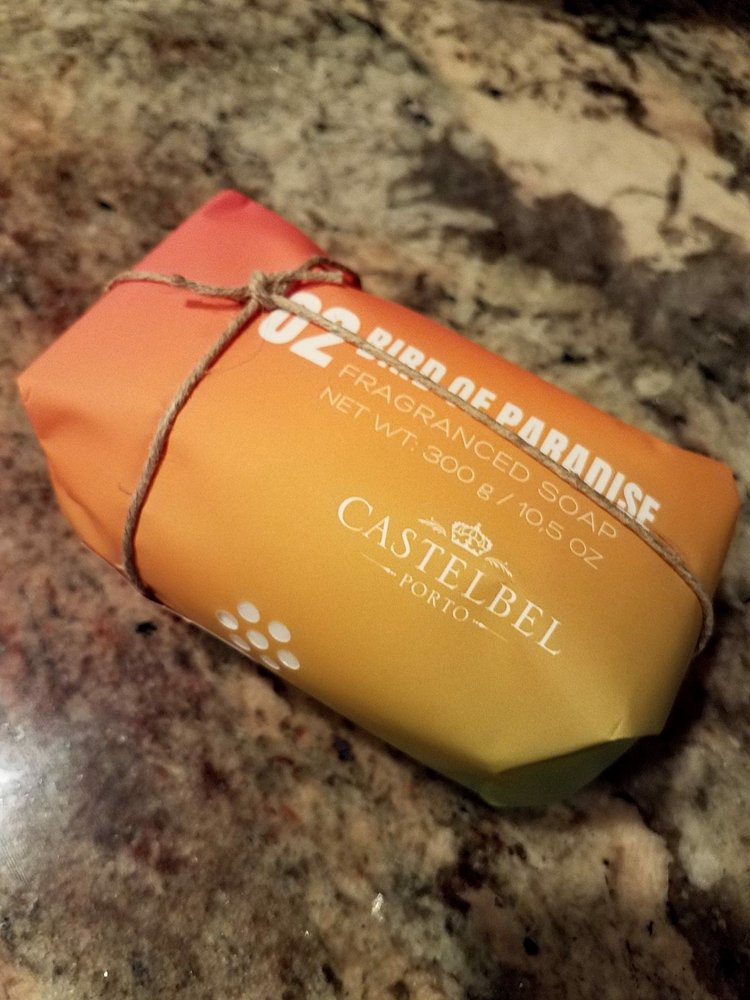 02 BIRD OF PARADISE
FRAGRANCED SOAP
NET WT: 300 g / 10,5 OZ
CASTELBEL
PORTO